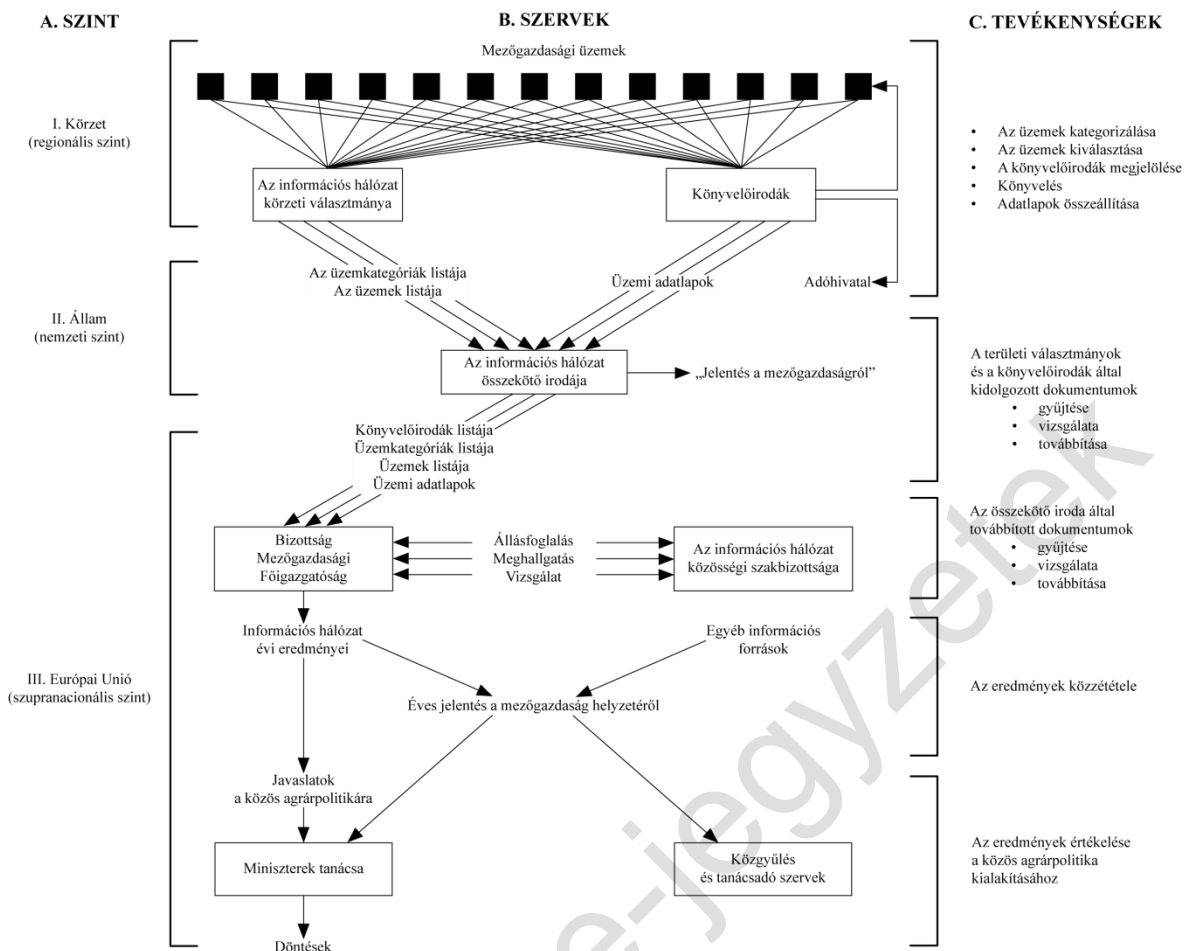 A. SZINT
B. SZERVEK
C. TEVÉKENYSÉGEK
Mezőgazdasági üzemek
I. Körzet
(regionális szint)
Az információs hálózat
körzeti választmánya
Könyvelőirodák
• Az üzemek kategorizálása
• Az üzemek kiválasztása
• A könyvelőirodák megjelölése
• Könyvelés
• Adatlapok összeállítása
Az üzemkategóriák listája
Az üzemek listája
Üzemi adatlapok
Adóhivatal
II. Állam
(nemzeti szint)
Az információs hálózat
összekötő irodája
„Jelentés a mezőgazdaságról”
A területi választmányok
és a könyvelőirodák által
kidolgozott dokumentumok
• gyűjtése
• vizsgálata
• továbbítása
Könyvelőirodák listája
Üzemkategóriák listája
Üzemek listája
Üzemi adatlapok
III. Európai Unió
(szupranacionális szint)
Bizottság
Mezőgazdasági
Főigazgatóság
Állásfoglalás
Meghallgatás
Vizsgálat
Az információs hálózat
közösségi szakbizottsága
Az összekötő iroda által
továbbított dokumentumok
• gyűjtése
• vizsgálata
• továbbítása
Információs hálózat
évi eredményei
Egyéb információs
források
Éves jelentés a mezőgazdaság helyzetéről
Az eredmények közzététele
Javaslatok
a közös agrárpolitikára
Miniszterek tanácsa
Közgyűlés
és tanácsadó szervek
Az eredmények értékelése
a közös agrárpolitika
kialakításához
Döntések
e-jegyzetek